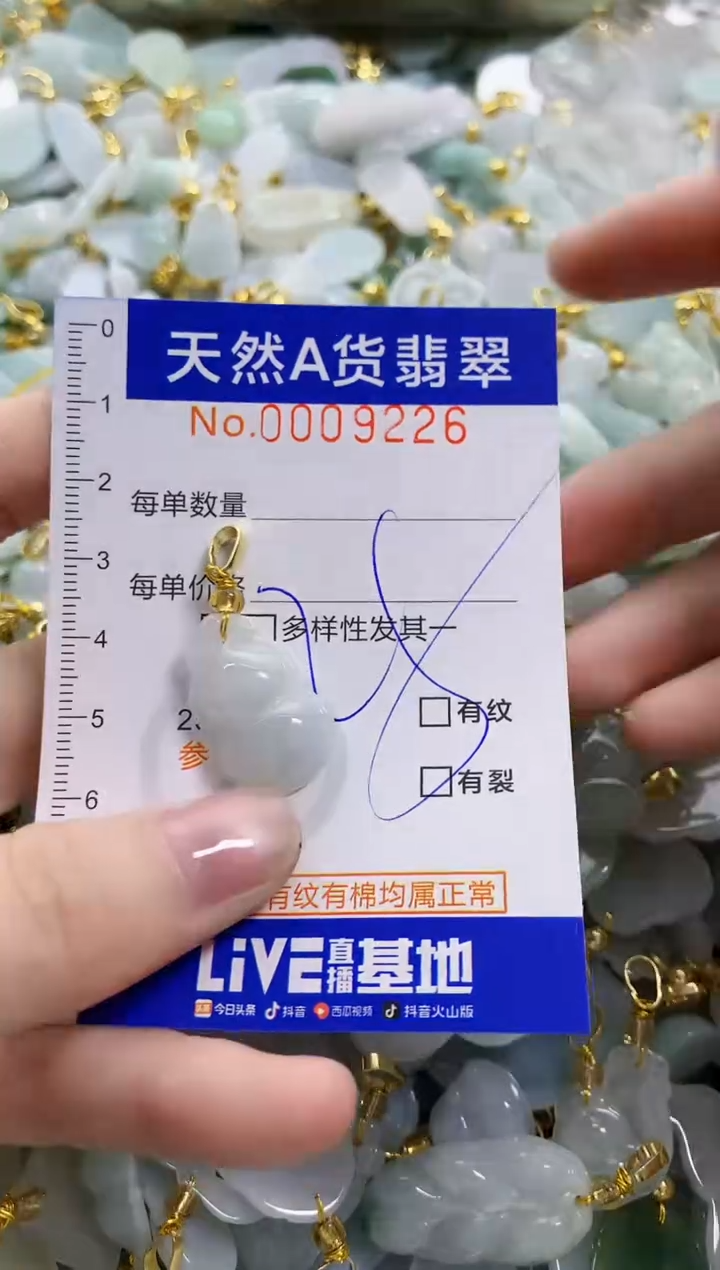 0
天然A货翡翠
1
No.0009226
2
每单数量
3
每单价
4
多样性发其一
5
2、
有纹
参
有裂
6
有纹有棉均属正常
LiVE直播基地
头条 今日头条 抖音 西瓜视频 抖音火山版